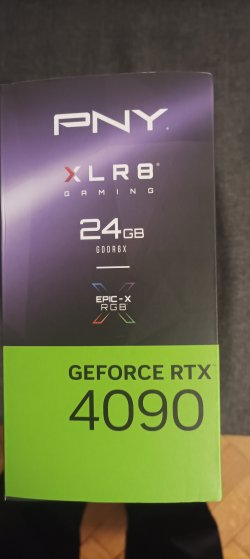 PNY
XLR8
GAMING
24GB
GDDR6X
EPIC-X
RGB
GEFORCE RTX
4090